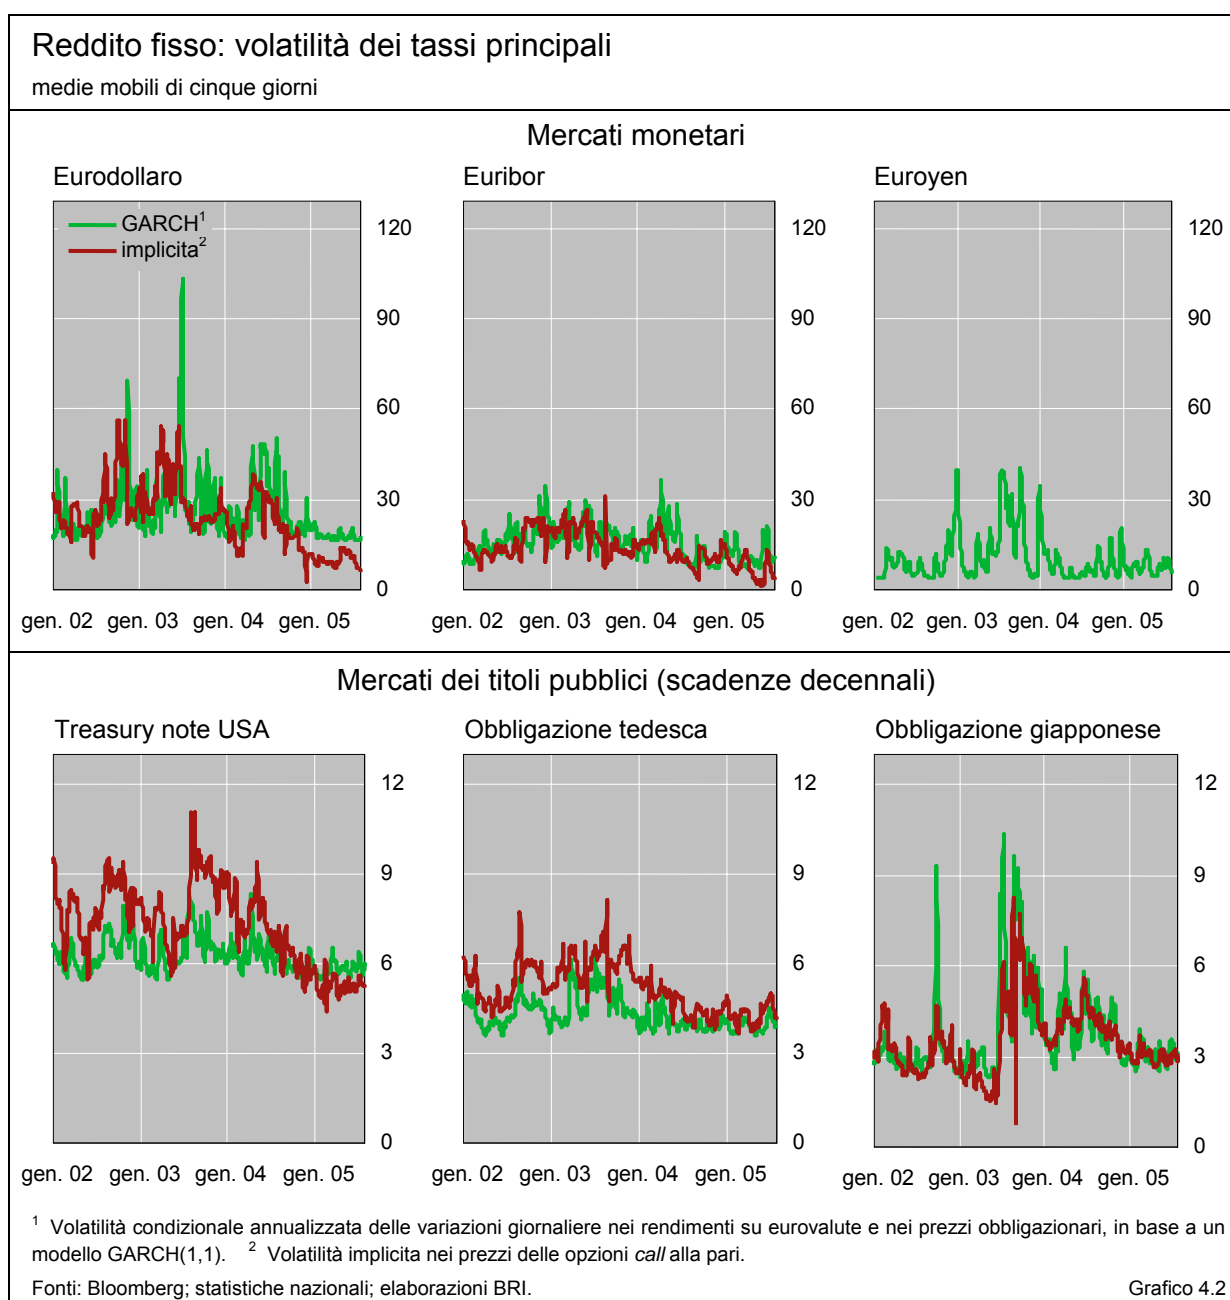 Reddito fisso: volatilità dei tassi principali
medie mobili di cinque giorni
Mercati monetari
Eurodollaro
Euribor
Euroyen
GARCH1
implicita2
120
90
60
30
0
120
90
60
30
0
120
90
60
30
0
gen. 02 gen. 03 gen. 04 gen. 05
gen. 02 gen. 03 gen. 04 gen. 05
gen. 02 gen. 03 gen. 04 gen. 05
Mercati dei titoli pubblici (scadenze decennali)
Treasury note USA
Obbligazione tedesca
Obbligazione giapponese
12
9
6
3
0
12
9
6
3
0
12
9
6
3
0
gen. 02 gen. 03 gen. 04 gen. 05
gen. 02 gen. 03 gen. 04 gen. 05
gen. 02 gen. 03 gen. 04 gen. 05
1 Volatilità condizionale annualizzata delle variazioni giornaliere nei rendimenti su eurovalute e nei prezzi obbligazionari, in base a un
modello GARCH(1,1). 2 Volatilità implicita nei prezzi delle opzioni call alla pari.
Fonti: Bloomberg; statistiche nazionali; elaborazioni BRI.
Grafico 4.2